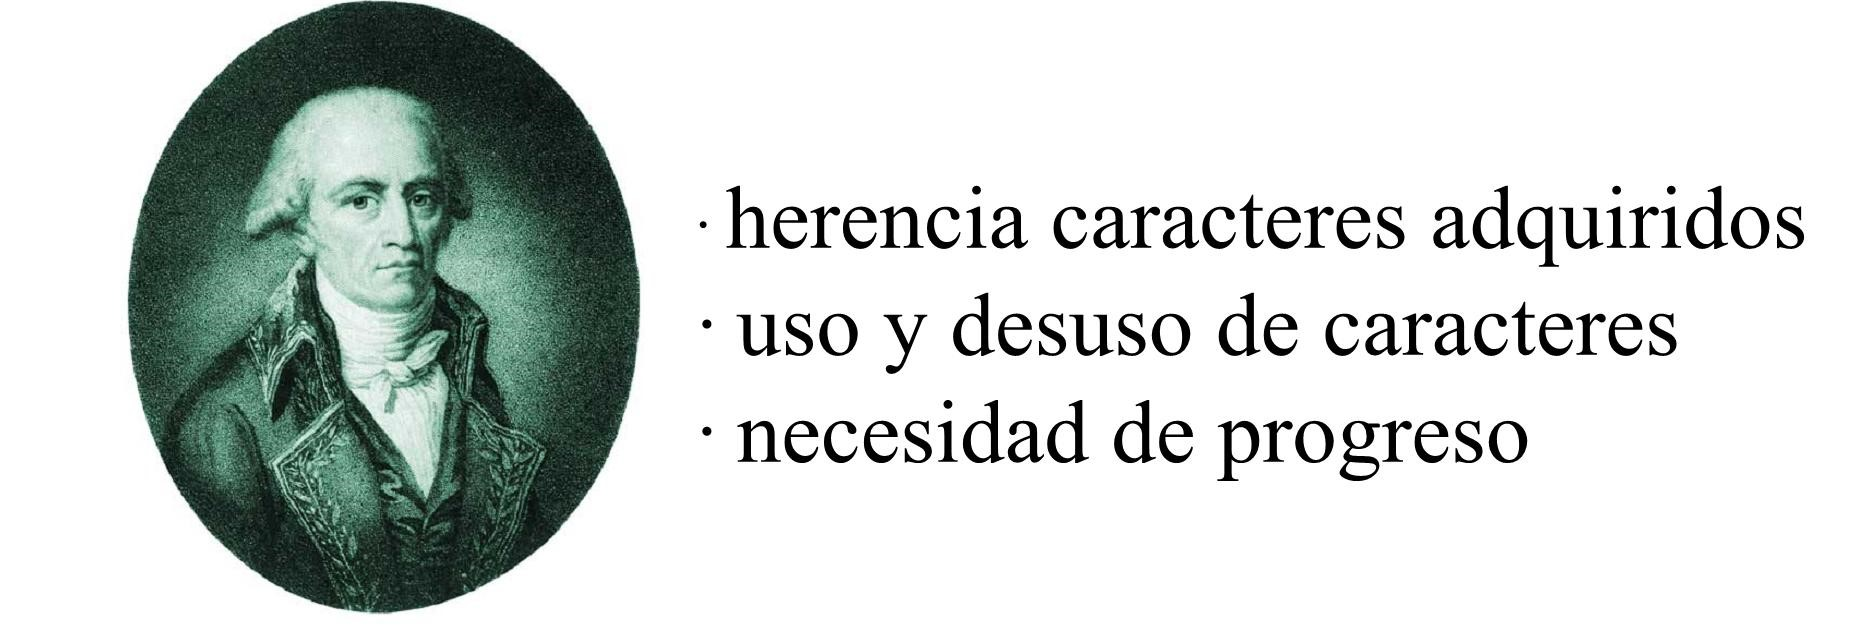 · herencia caracteres adquiridos
· uso y desuso de caracteres
· necesidad de progreso